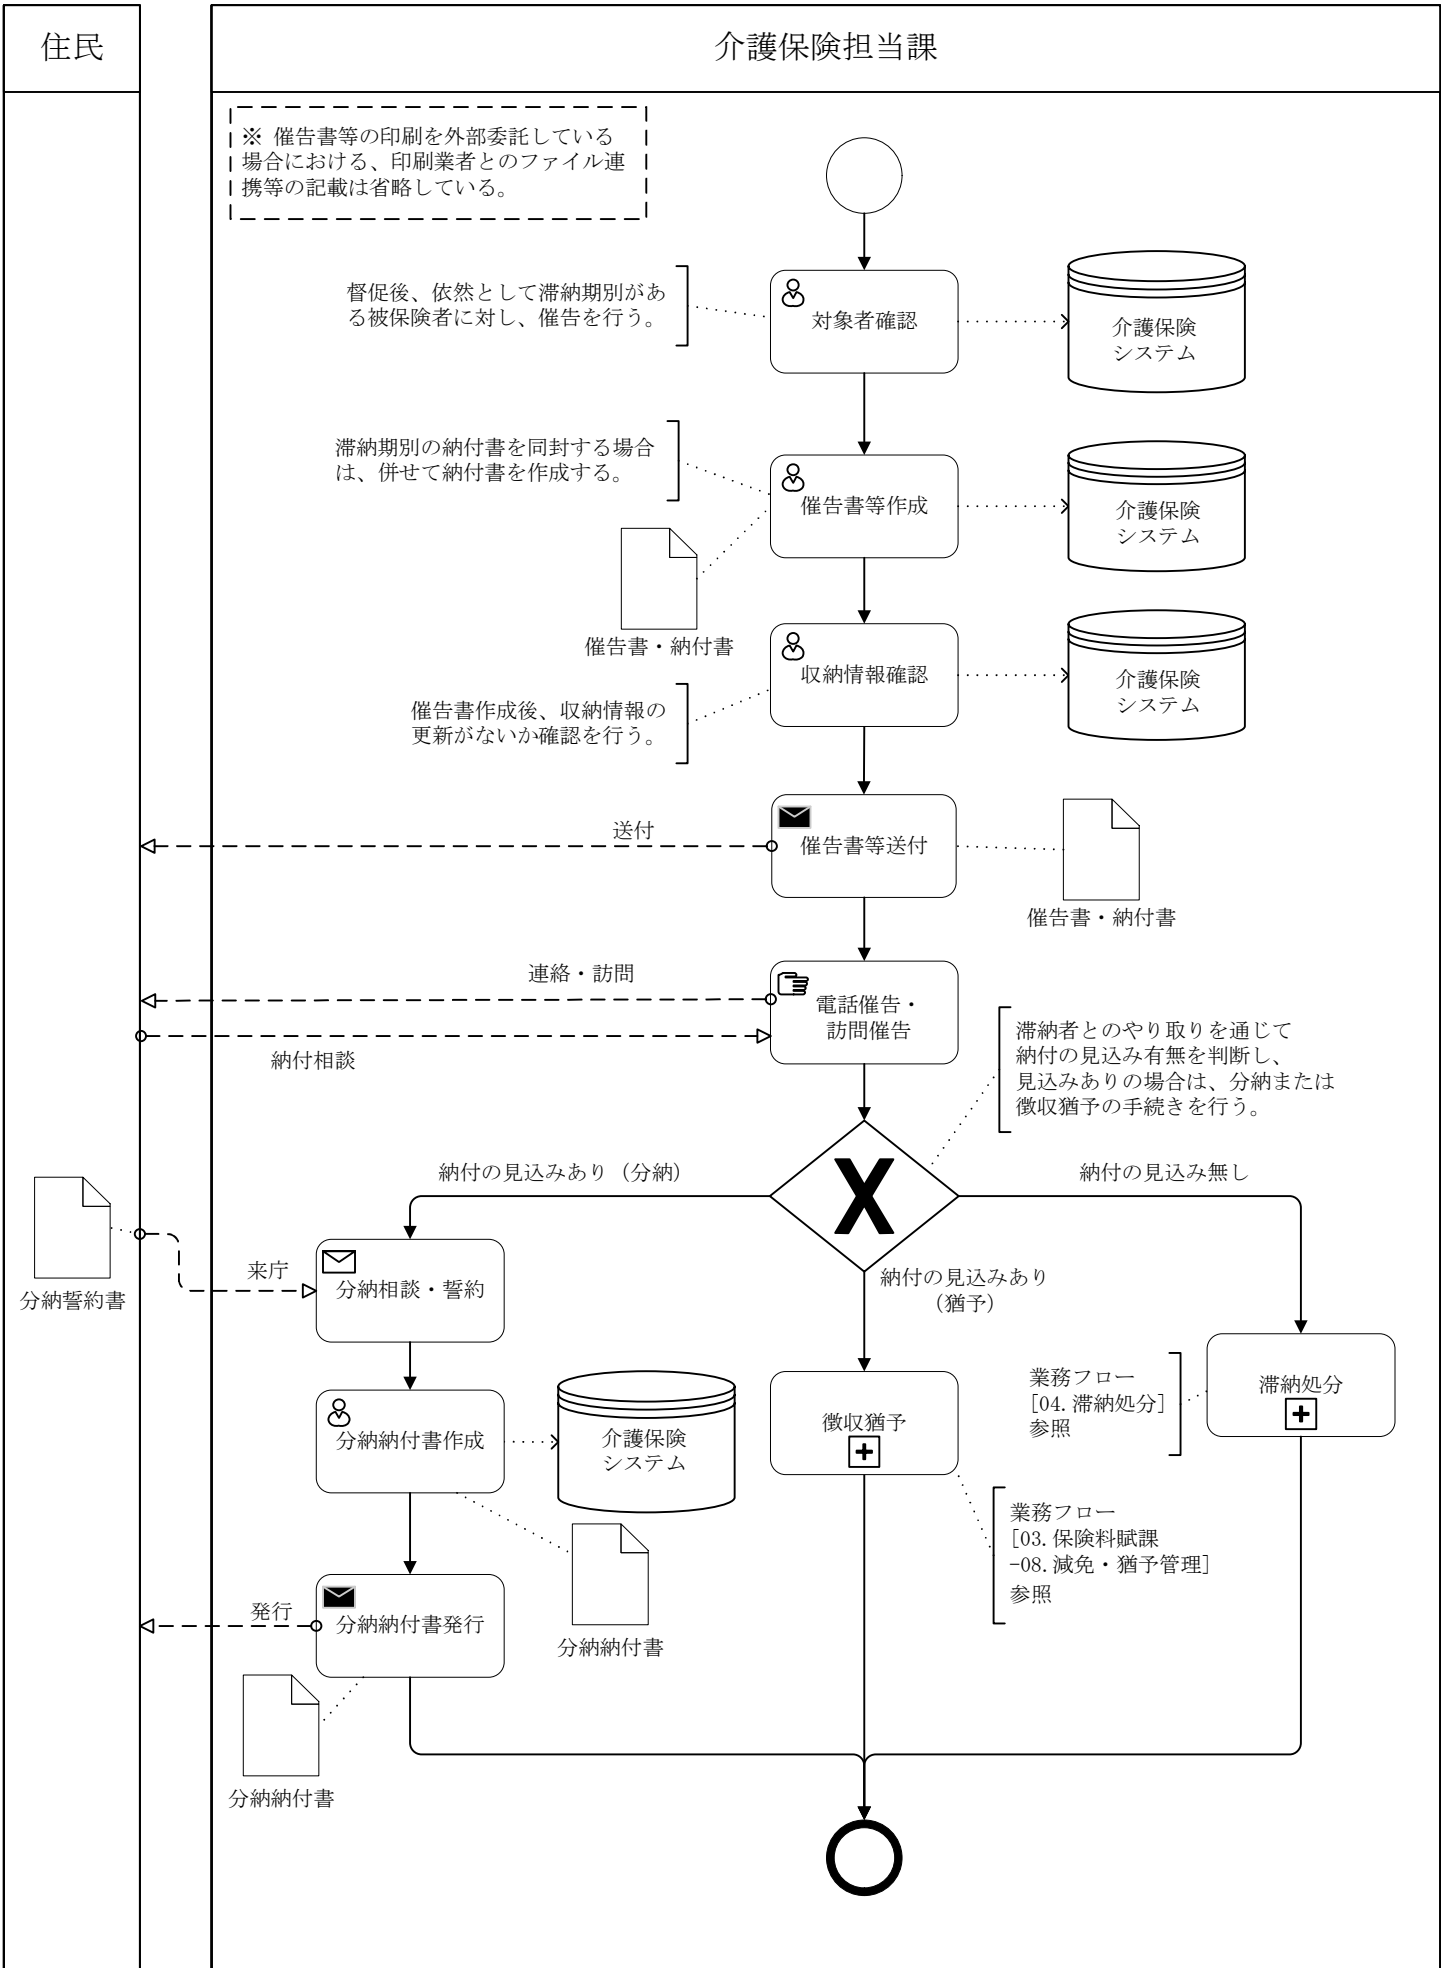 住民
介護保険担当課
※ 催告書等の印刷を外部委託している
場合における、印刷業者とのファイル連
携等の記載は省略している。
督促後、依然として滞納期別があ
る被保険者に対し、催告を行う。
対象者確認
介護保険
システム
滞納期別の納付書を同封する場合
は、併せて納付書を作成する。
催告書等作成
介護保険
システム
催告書・納付書
収納情報確認
介護保険
システム
催告書作成後、収納情報の
更新がないか確認を行う。
送付
催告書等送付
催告書・納付書
連絡・訪問
電話催告・
訪問催告
納付相談
滞納者とのやり取りを通じて
納付の見込み有無を判断し、
見込みありの場合は、分納または
徴収猶予の手続きを行う。
納付の見込みあり（分納）
X
納付の見込み無し
分納誓約書
来庁
分納相談・誓約
納付の見込みあり
（猶予）
業務フロー
[04.滞納処分]
参照
滞納処分
分納納付書作成
介護保険
システム
徴収猶予
業務フロー
[03.保険料賦課
-08.減免・猶予管理]
参照
発行
分納納付書発行
分納納付書
分納納付書